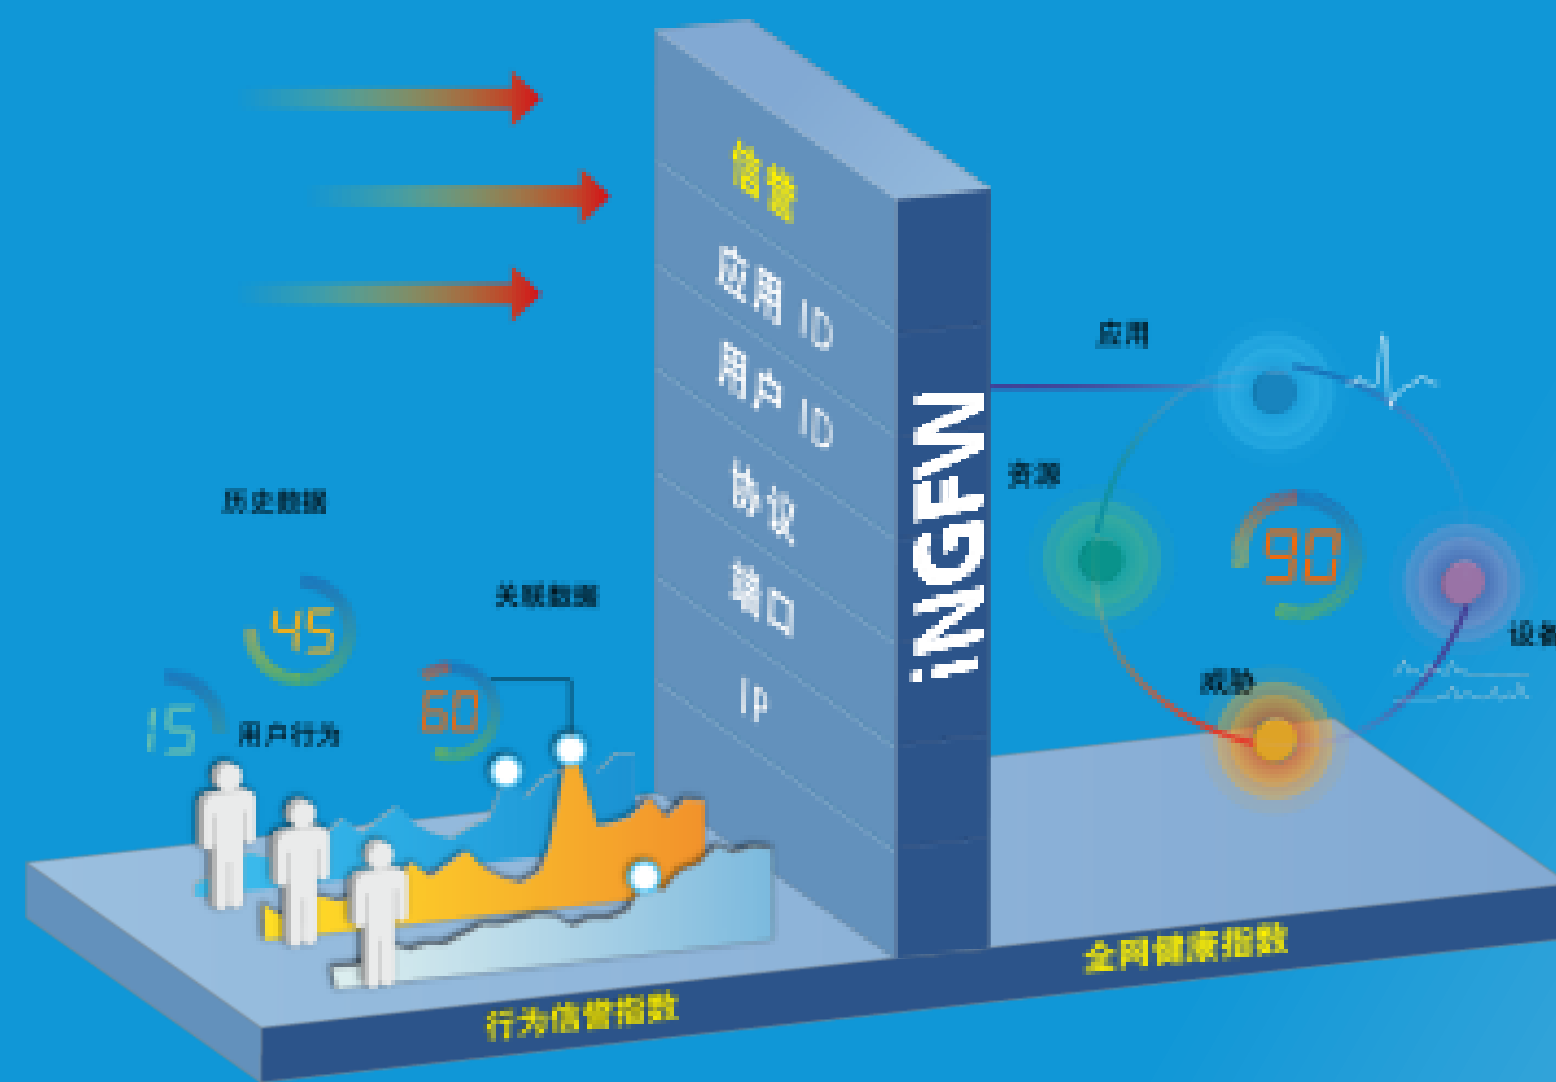 信誉
应用 ID
用户 ID
协议
端口
IP
iNGFW
应用
资源
90
设备
威胁
历史数据
45
关联数据
15
用户行为
60
全网健康指数
行为信誉指数